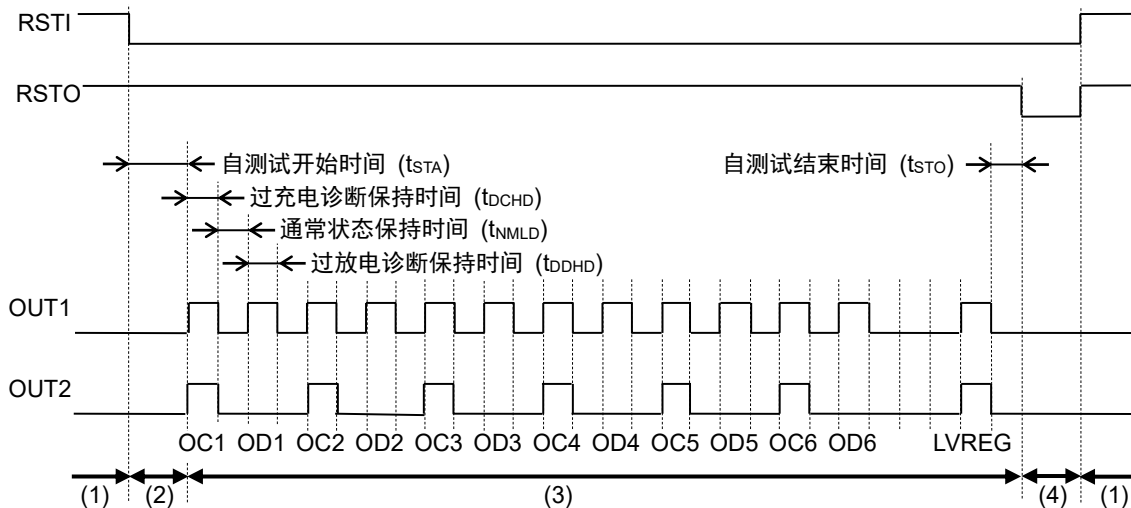 RSTI
RSTO
自测试开始时间 (tSTA) 自测试结束时间 (tSTO)
过充电诊断保持时间 (tDCHD)
通常状态保持时间 (tNMLD)
过放电诊断保持时间 (tDDHD)
OUT1
OUT2
OC1 OD1 OC2 OD2 OC3 OD3 OC4 OD4 OC5 OD5 OC6 OD6 LVREG
(1) (2) (3) (4) (1)